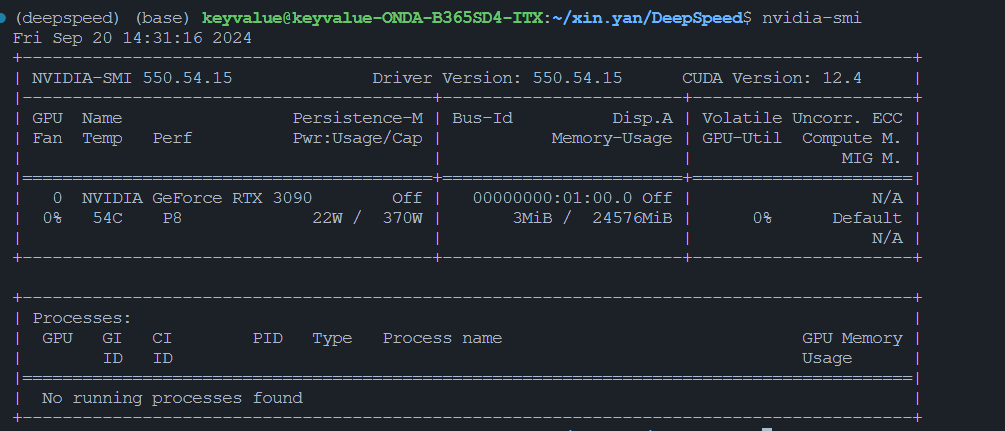 (deepspeed) (base) keyvalue@keyvalue-ONDA-B365SD4-ITX:~/xin.yan/DeepSpeed$ nvidia-smi
Fri Sep 20 14:31:16 2024
+-----------------------------------------------------------------------------------------+
| NVIDIA-SMI 550.54.15              Driver Version: 550.54.15      CUDA Version: 12.4     |
|-----------------------------------------+------------------------+----------------------+
| GPU  Name                 Persistence-M | Bus-Id          Disp.A | Volatile Uncorr. ECC |
| Fan  Temp   Perf          Pwr:Usage/Cap |           Memory-Usage | GPU-Util  Compute M. |
|                                         |                        |               MIG M. |
|=========================================+========================+======================|
|   0  NVIDIA GeForce RTX 3090        Off |   00000000:01:00.0 Off |                  N/A |
|  0%   54C    P8             22W /  370W |       3MiB /  24576MiB |      0%      Default |
|                                         |                        |                  N/A |
+-----------------------------------------+------------------------+----------------------+

+-----------------------------------------------------------------------------------------+
| Processes:                                                                              |
|  GPU   GI   CI        PID   Type   Process name                              GPU Memory |
|        ID   ID                                                               Usage      |
|=========================================================================================|
|  No running processes found                                                             |
+-----------------------------------------------------------------------------------------+